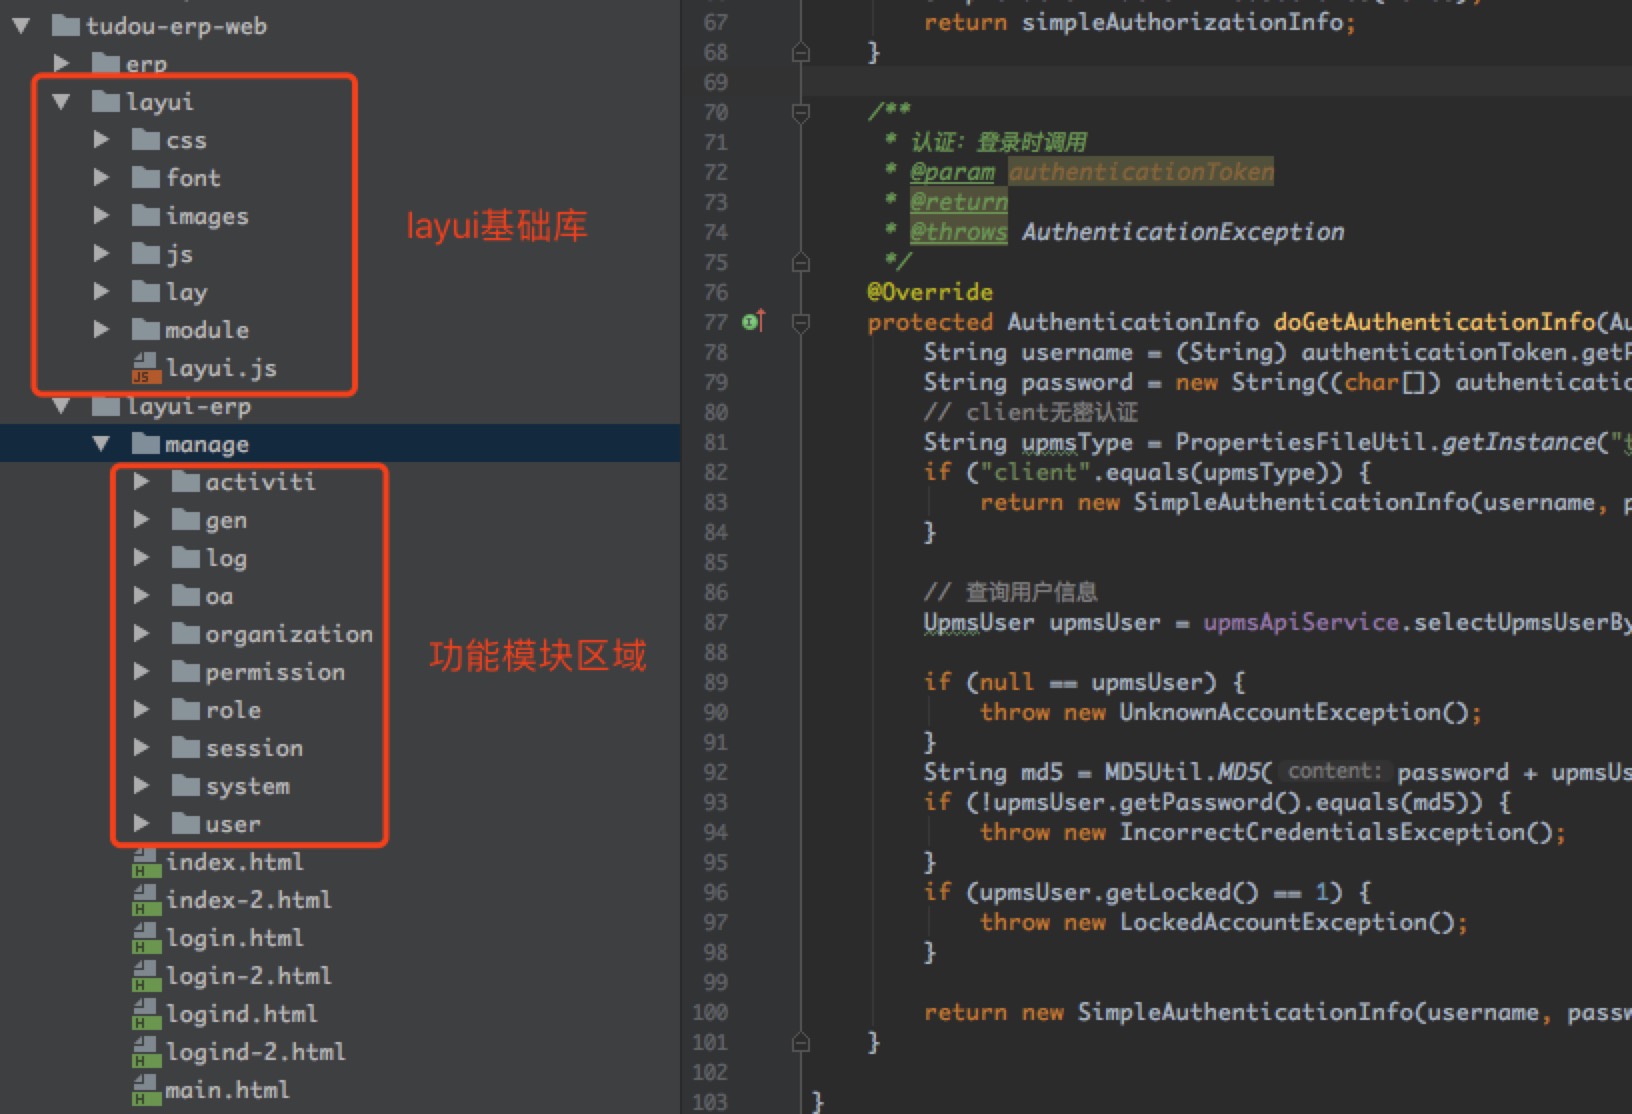 tudou-erp-web
erp
layui
css
font
images
js
lay
module
layui.js
layui-erp
manage
activiti
gen
log
oa
organization
permission
role
session
system
user
index.html
index-2.html
login.html
login-2.html
logind.html
logind-2.html
main.html
layui基础库
功能模块区域
67 return simpleAuthorizationInfo;
68 }
69
70 /**
71 * 认证：登录时调用
72 * @param authenticationToken
73 * @return
74 * @throws AuthenticationException
75 */
76 @Override
77 protected AuthenticationInfo doGetAuthenticationInfo(Au
78 String username = (String) authenticationToken.getP
79 String password = new String((char[]) authenticatio
80 // client无密认证
81 String upmsType = PropertiesFileUtil.getInstance("t
82 if ("client".equals(upmsType)) {
83 return new SimpleAuthenticationInfo(username, p
84 }
85
86 // 查询用户信息
87 UpmsUser upmsUser = upmsApiService.selectUpmsUserBy
88
89 if (null == upmsUser) {
90 throw new UnknownAccountException();
91 }
92 String md5 = MD5Util.MD5( content: password + upmsUs
93 if (!upmsUser.getPassword().equals(md5)) {
94 throw new IncorrectCredentialsException();
95 }
96 if (upmsUser.getLocked() == 1) {
97 throw new LockedAccountException();
98 }
99
100 return new SimpleAuthenticationInfo(username, passw
101 }
102
103 }